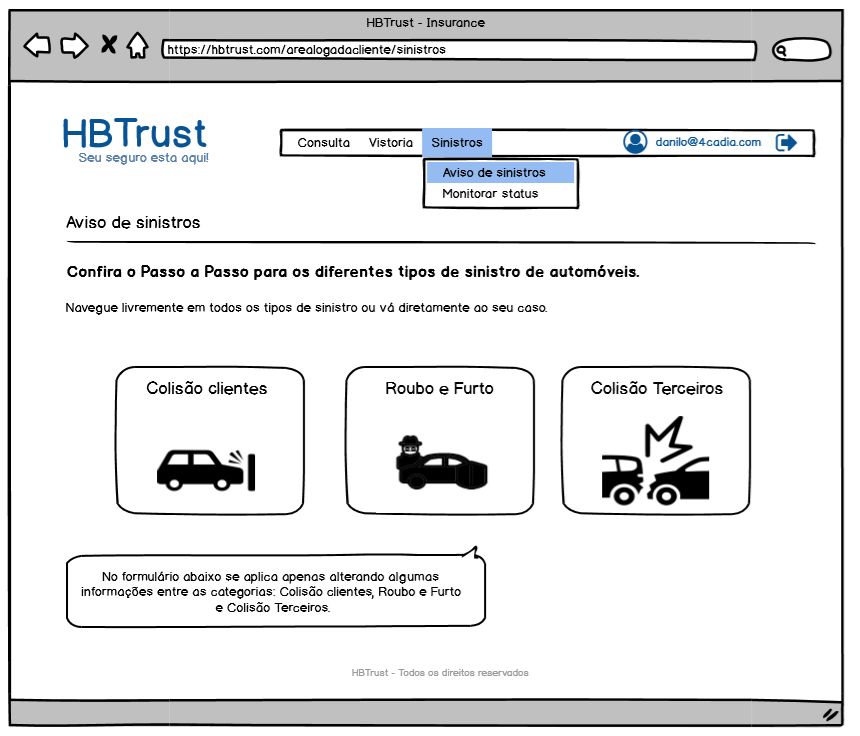 HBTrust - Insurance
https://hbtrust.com/arealogadacliente/sinistros
HBTrust
Seu seguro esta aqui!
Consulta Vistoria Sinistros danilo@4cadia.com
Aviso de sinistros
Monitorar status
Aviso de sinistros
Confira o Passo a Passo para os diferentes tipos de sinistro de automóveis.
Navegue livremente em todos os tipos de sinistro ou vá diretamente ao seu caso.
Colisão clientes
Roubo e Furto
Colisão Terceiros
No formulário abaixo se aplica apenas alterando algumas
informações entre as categorias: Colisão clientes, Roubo e Furto
e Colisão Terceiros.
HBTrust - Todos os direitos reservados